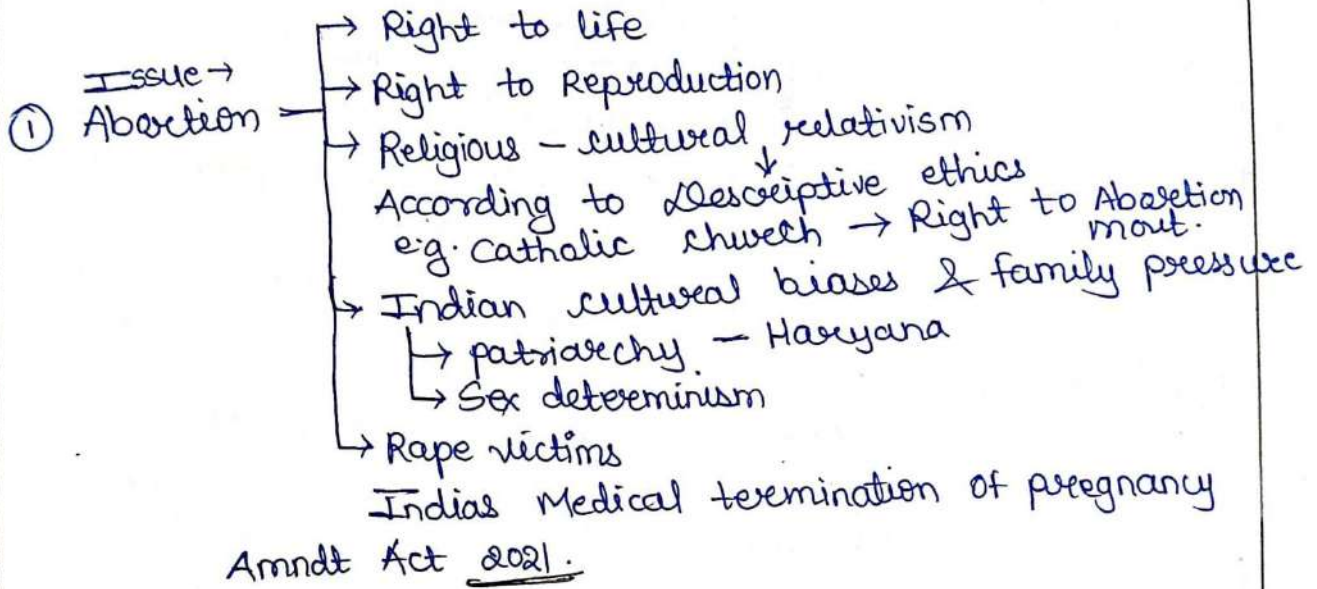 → Right to life
Issue →
① Abortion → Right to Reproduction
→ Religious – cultural relativism
↓
According to Descriptive ethics
e.g. Catholic church → Right to Abortion
mout.
→ Indian cultural biases & family pressure
→ patriarchy – Haryana
→ Sex determinism
→ Rape victims
Indias Medical termination of pregnancy
Amndt Act 2021.